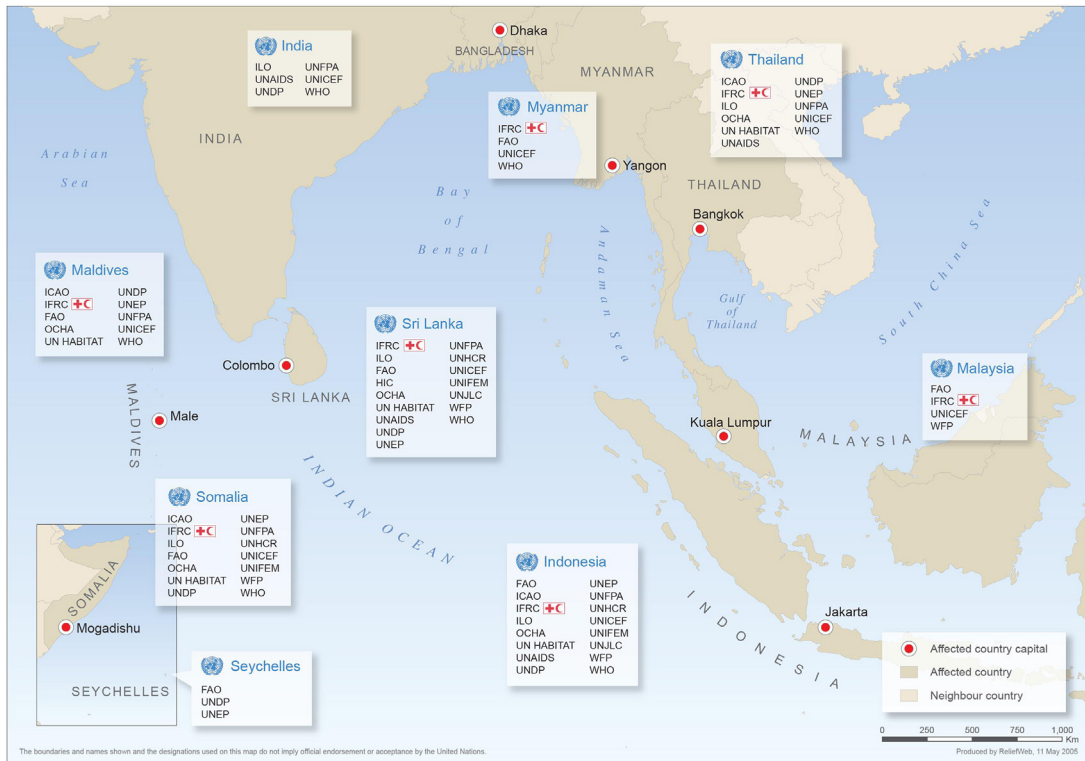 Dhaka
BANGLADESH
India
ILO UNFPA
UNAIDS UNICEF
UNDP WHO
MYANMAR
Thailand
ICAO UNDP
IFRC UNEP
ILO UNFPA
OCHA UNICEF
UN HABITAT WHO
UNAIDS
Myanmar
IFRC
FAO
UNICEF
WHO
INDIA
Arabian
Sea
Yangon
THAILAND
Bay
of
Bengal
Bangkok
Andaman Sea
South China Sea
Maldives
ICAO UNDP
IFRC UNEP
FAO UNFPA
OCHA UNICEF
UN HABITAT WHO
Gulf
of
Thailand
Sri Lanka
IFRC UNFPA
ILO UNHCR
FAO UNICEF
HIC UNIFEM
OCHA UNJLC
UN HABITAT WFP
UNAIDS WHO
UNDP
UNEP
Colombo
SRI LANKA
Malaysia
FAO
IFRC
UNICEF
WFP
MALDIVES
Male
Kuala Lumpur
MALAYSIA
INDIAN OCEAN
Somalia
ICAO UNEP
IFRC UNFPA
ILO UNHCR
FAO UNICEF
OCHA UNIFEM
UN HABITAT WFP
UNDP WHO
SOMALIA
Mogadishu
Indonesia
FAO UNEP
ICAO UNFPA
IFRC UNHCR
ILO UNICEF
OCHA UNIFEM
UN HABITAT UNJLC
UNAIDS WFP
UNDP WHO
INDONESIA
Jakarta
Seychelles
FAO
UNDP
UNEP
SEYCHELLES
Affected country capital
Affected country
Neighbour country
0 250 500 750 1,000
Km
The boundaries and names shown and the designations used on this map do not imply official endorsement or acceptance by the United Nations.
Produced by ReliefWeb, 11 May 2005